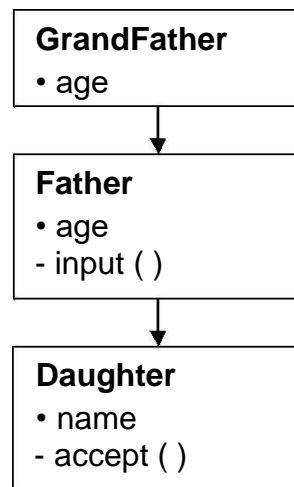 GrandFather
• age
Father
• age
- input ( )
Daughter
• name
- accept ( )